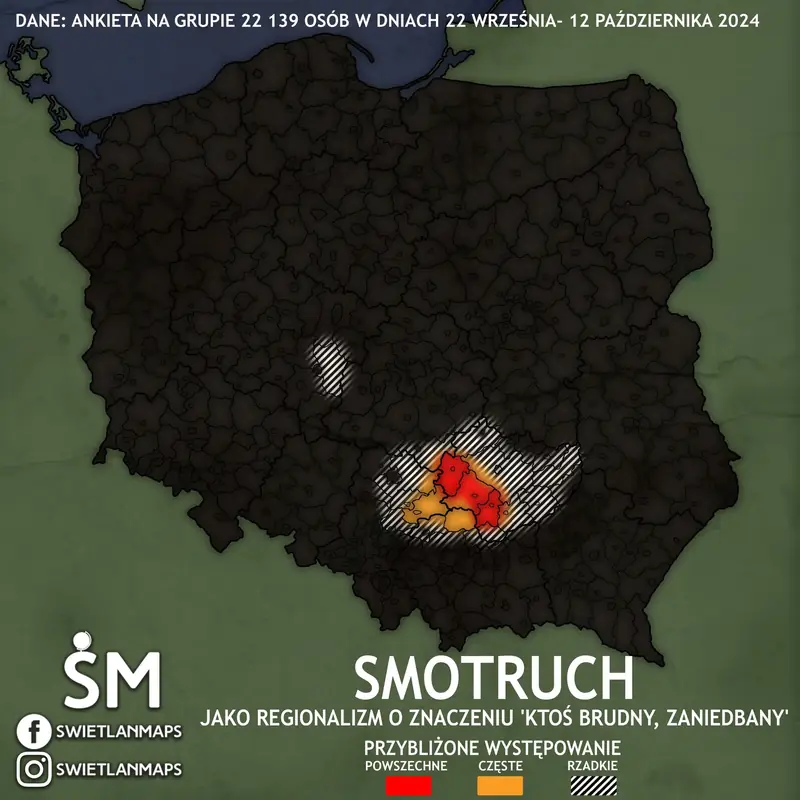 DANE: ANKIETA NA GRUPIE 22 139 OSÓB W DNIACH 22 WRZEŚNIA- 12 PAŹDZIERNIKA 2024
ŚM
SWIETLANMAPS
SWIETLANMAPS
SMOTRUCH
JAKO REGIONALIZM O ZNACZENIU 'KTOŚ BRUDNY, ZANIEDBANY'
PRZYBLIŻONE WYSTĘPOWANIE
POWSZECHNE CZĘSTE RZADKIE